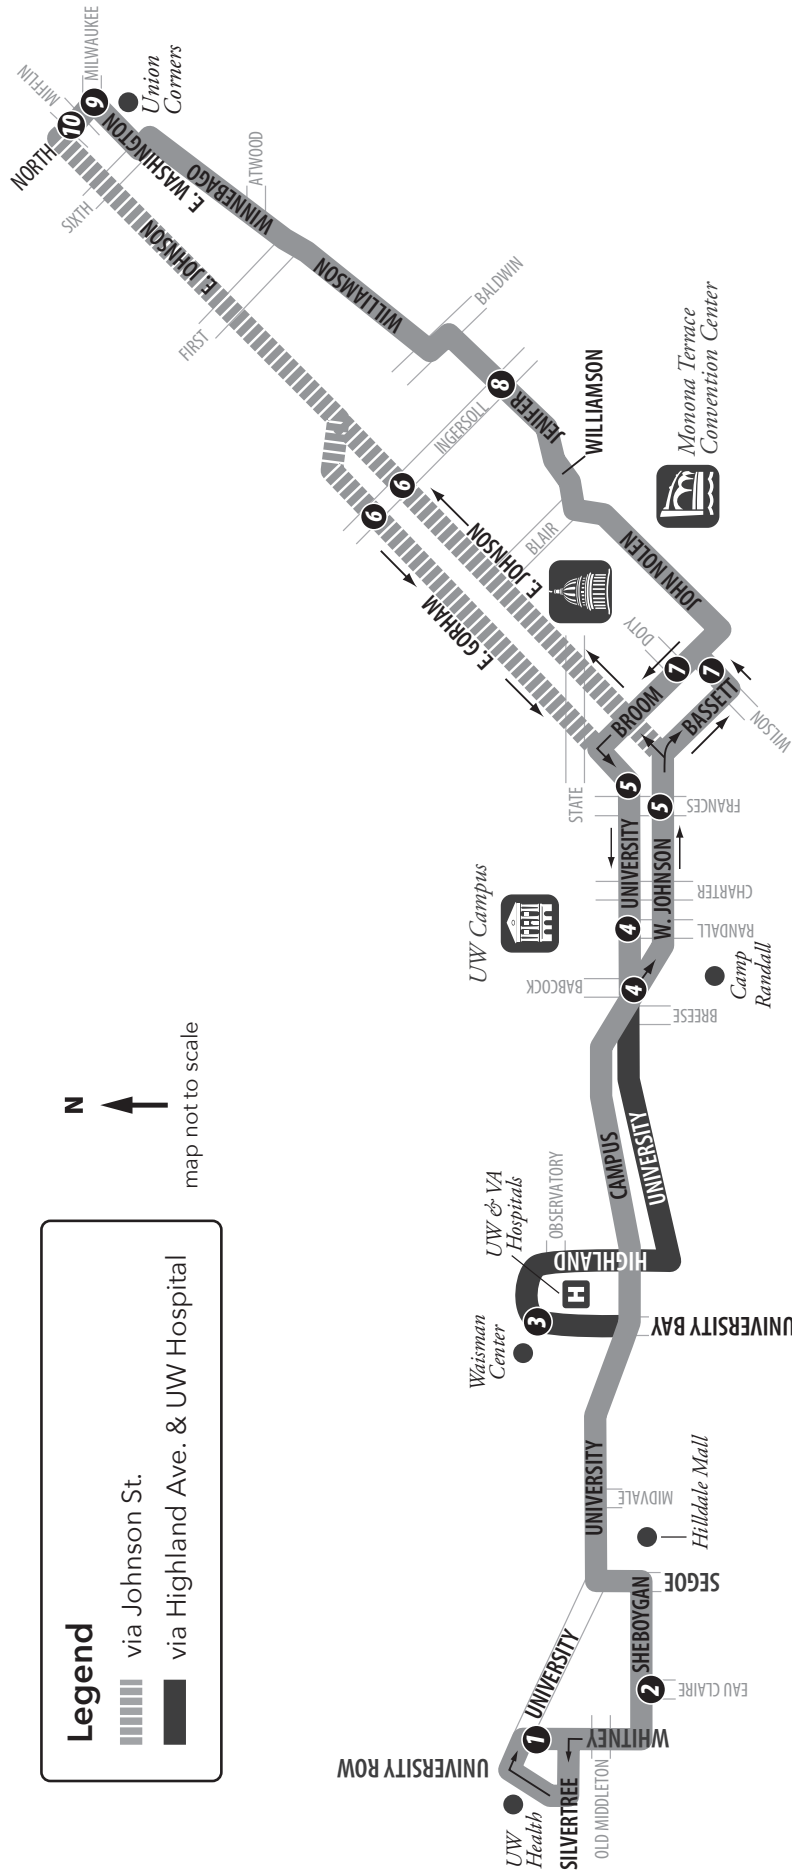 Legend
via Johnson St.
via Highland Ave. & UW Hospital
N
map not to scale
UW
Health
UNIVERSITY ROW
1
UNIVERSITY
SILVERTREE
OLD MIDDLETON
WHITNEY
2
EAU CLAIRE
SHEBOYGAN
SEGOE
Hilldale Mall
MIDVALE
UNIVERSITY
Waisman
Center
3
UNIVERSITY BAY
H
UW & VA
Hospitals
OBSERVATORY
HIGHLAND
CAMPUS
UNIVERSITY
BREESE
BABCOCK
4
4
Camp
Randall
UW Campus
RANDALL
CHARTER
W. JOHNSON
UNIVERSITY
5
5
FRANCES
STATE
BROOM
BASSETT
WILSON
DOTY
7
7
JOHN NOLEN
Monona Terrace
Convention Center
E. GORHAM
E. JOHNSON
BLAIR
WILLIAMSON
6
6
INGERSOLL
JENIFER
8
BALDWIN
WILLIAMSON
FIRST
E. JOHNSON
WINNEBAGO
ATWOOD
SIXTH
E. WASHINGTON
NORTH
10
MIFFLIN
9
MILWAUKEE
Union
Corners